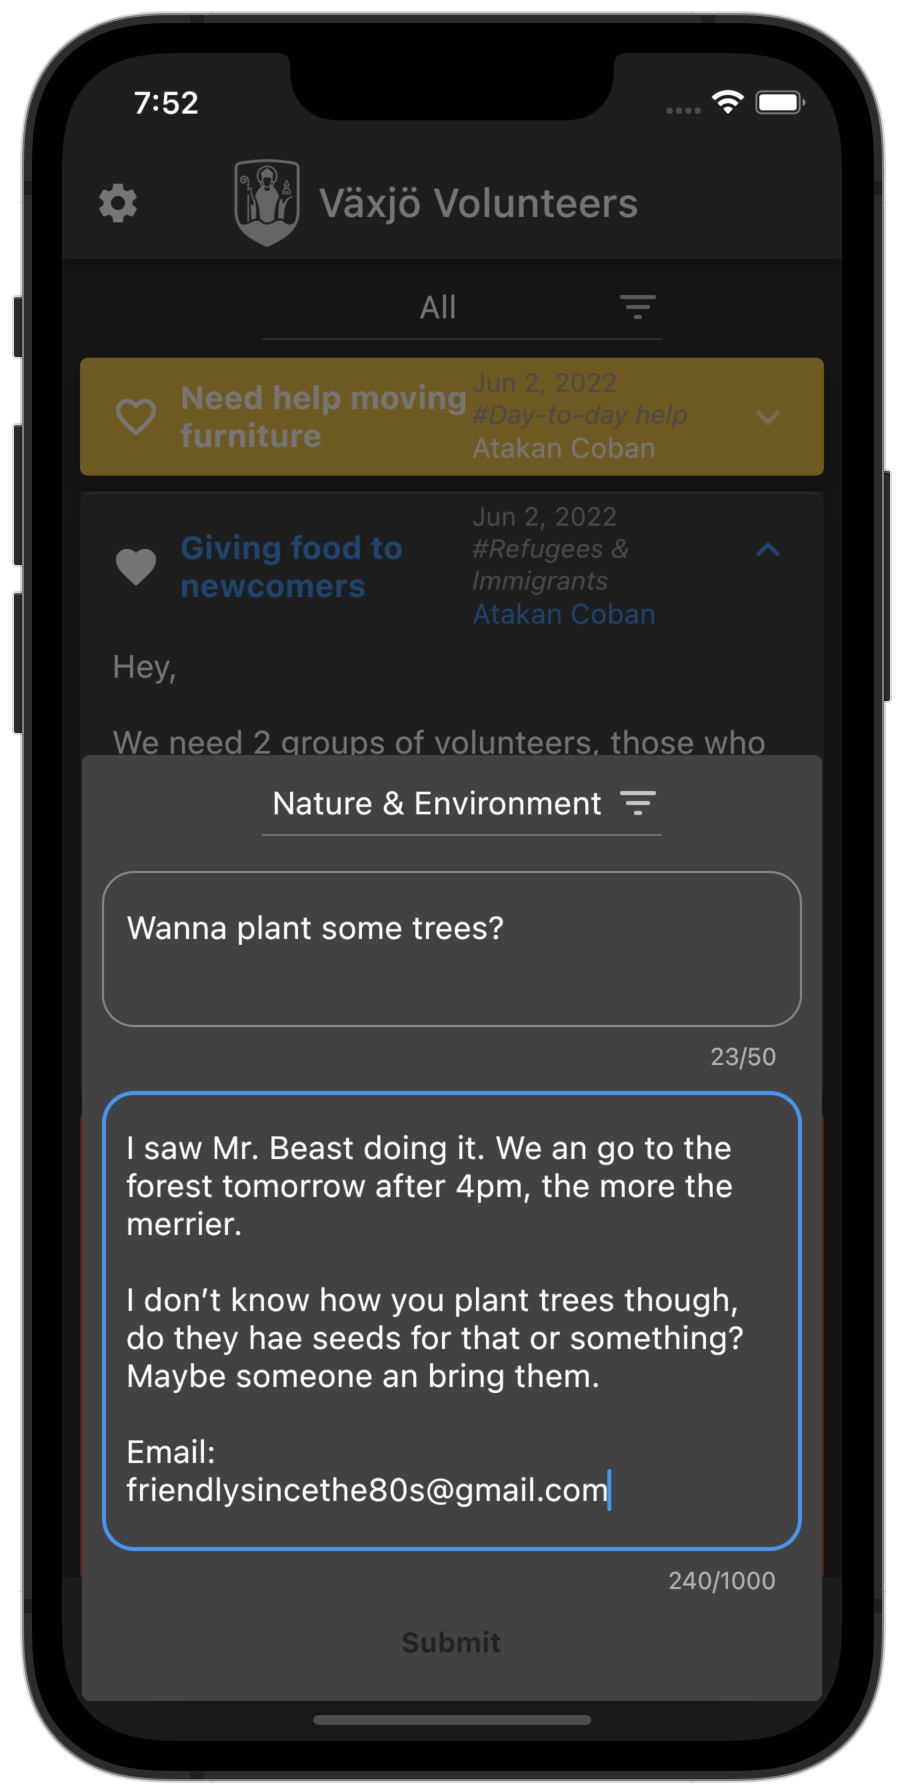 7:52
Växjö Volunteers
All
Need help moving
furniture
Jun 2, 2022
#Day-to-day help
Atakan Coban
Giving food to
newcomers
Jun 2, 2022
#Refugees &
Immigrants
Atakan Coban
Hey,
We need 2 groups of volunteers, those who
Nature & Environment
Wanna plant some trees?
23/50
I saw Mr. Beast doing it. We an go to the
forest tomorrow after 4pm, the more the
merrier.
I don’t know how you plant trees though,
do they hae seeds for that or something?
Maybe someone an bring them.
Email:
friendlysincethe80s@gmail.com
240/1000
Submit